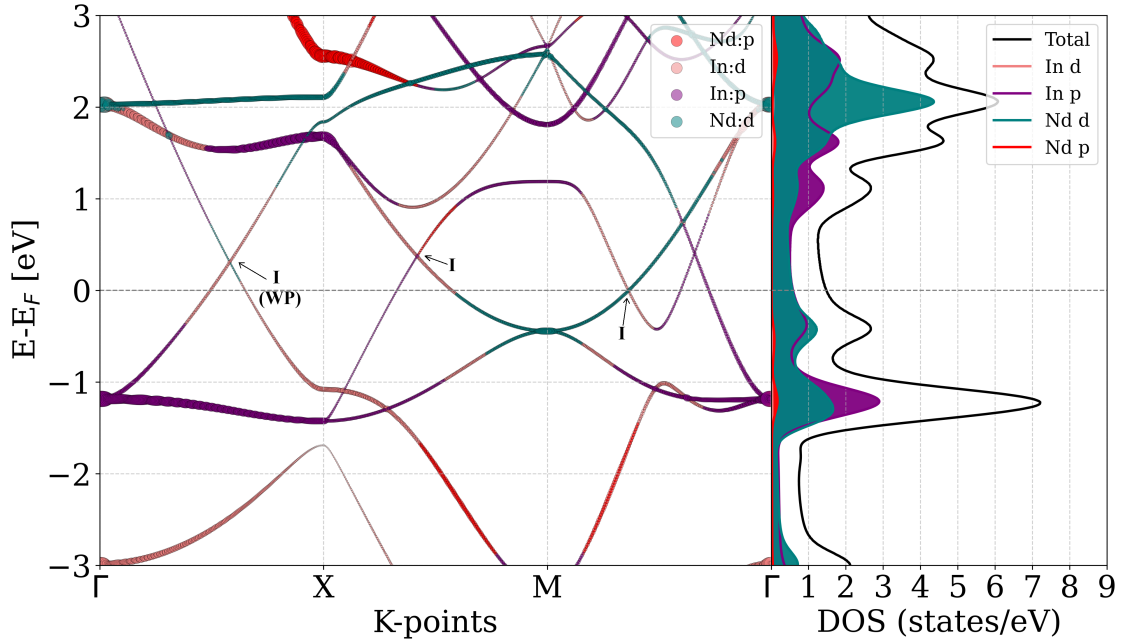 3
2
1
0
−1
−2
−3
E-E_F [eV]
Γ
X
M
Γ
K-points
I
(WP)
I
I
Nd:p
In:d
In:p
Nd:d
Total
In d
In p
Nd d
Nd p
1 2 3 4 5 6 7 8 9
DOS (states/eV)